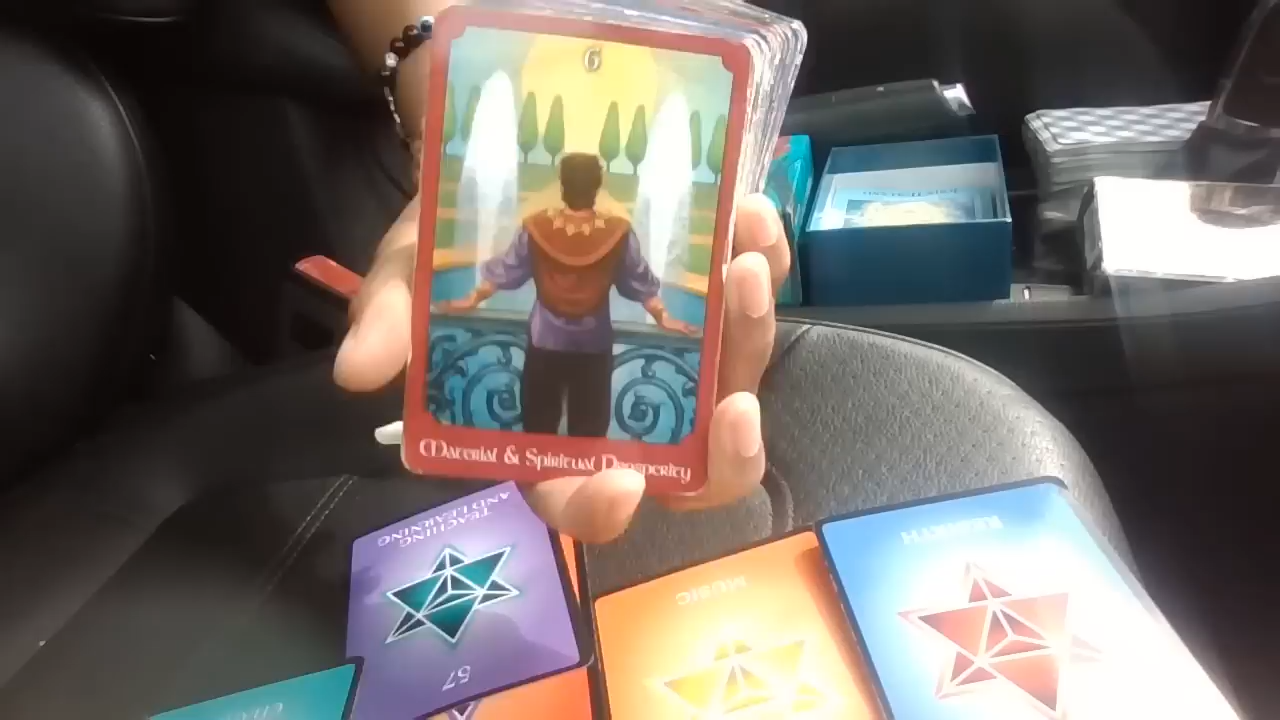 6
Material & Spiritual Prosperity
TEACHING
AND LEARNING
57
MUSIC
REBIRTH